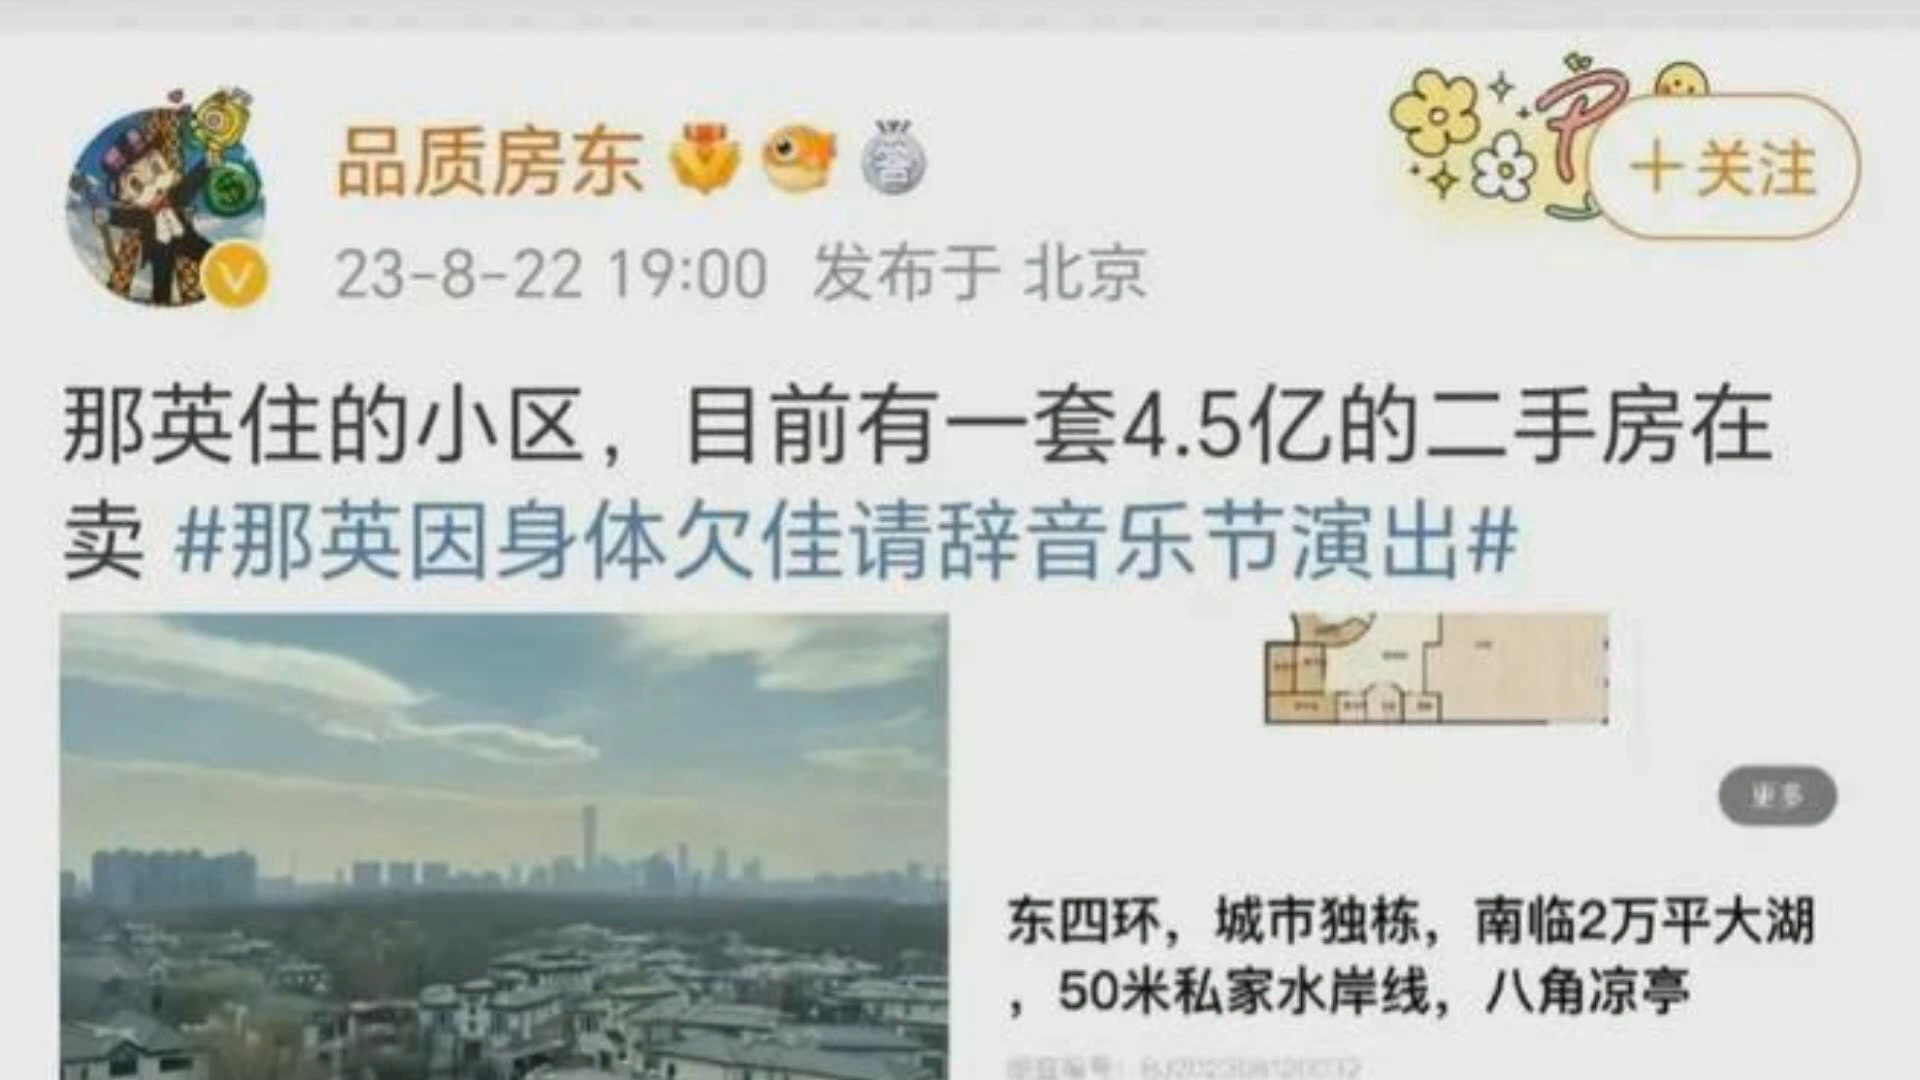 品质房东
+关注
23-8-22 19:00 发布于 北京
那英住的小区，目前有一套4.5亿的二手房在
卖 #那英因身体欠佳请辞音乐节演出#
更多
东四环，城市独栋，南临2万平大湖
，50米私家水岸线，八角凉亭